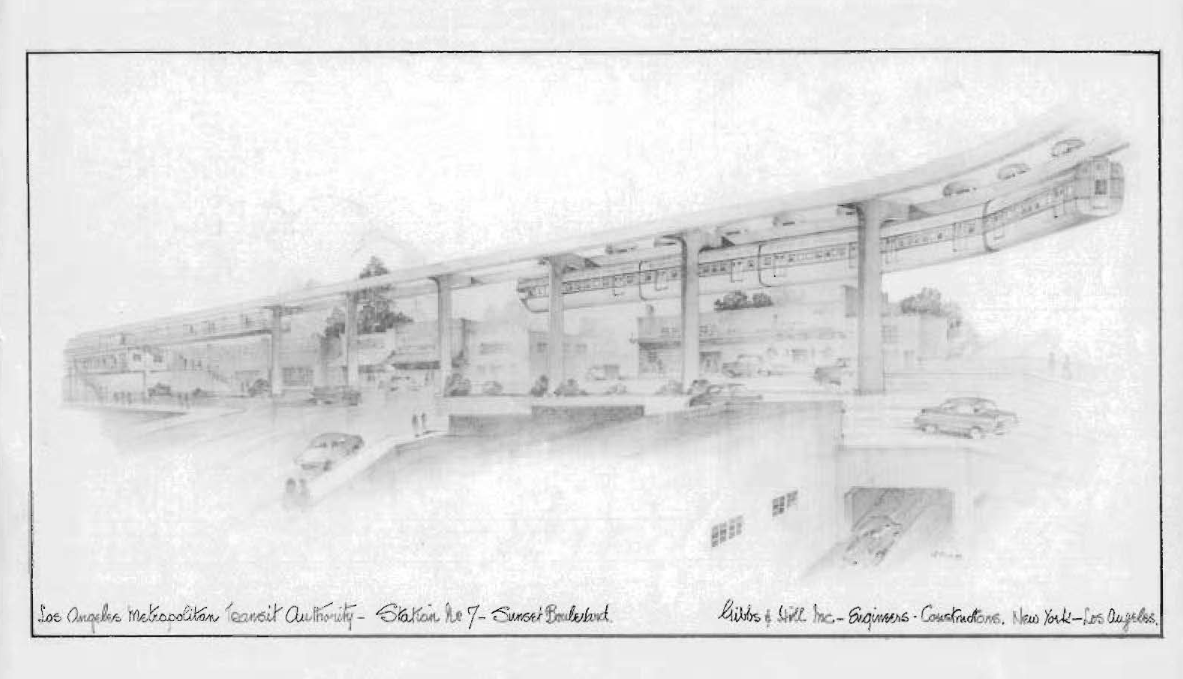 Los Angeles Metropolitan Transit Authority - Station No 7 - Sunset Boulevard.
Gibbs & Hill Inc. - Engineers - Constructors. New York - Los Angeles.